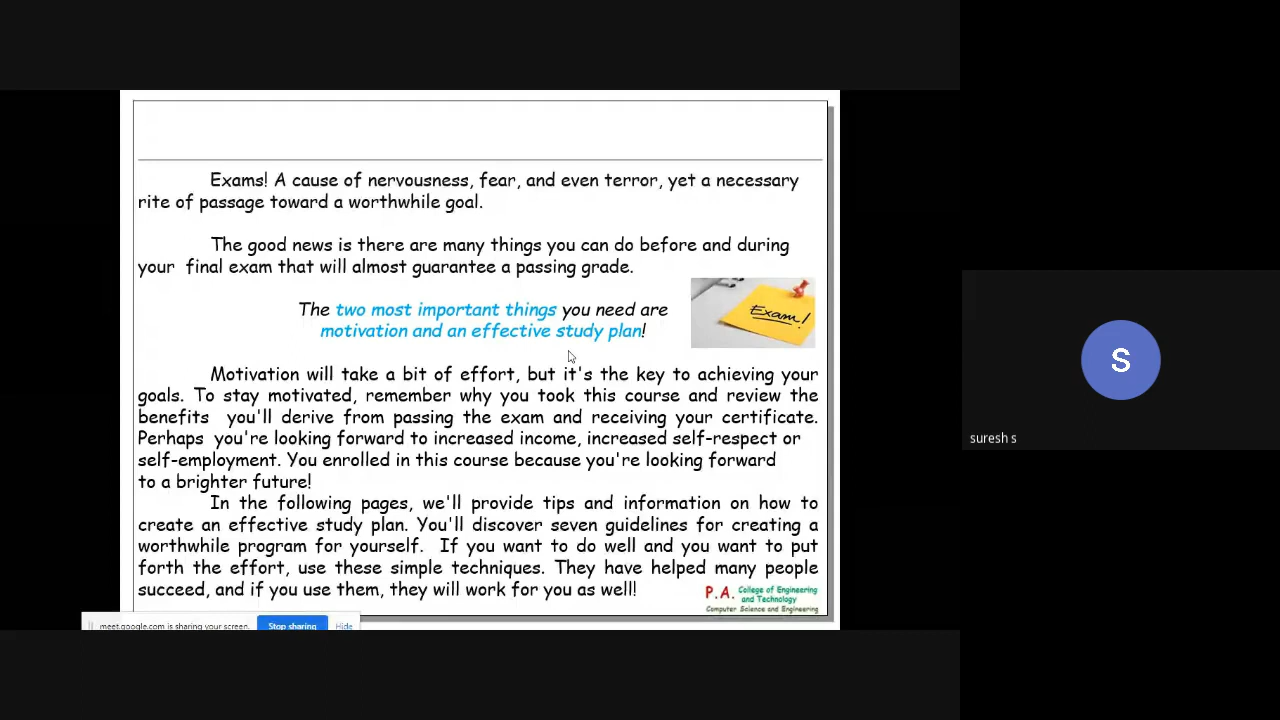 Exams! A cause of nervousness, fear, and even terror, yet a necessary
rite of passage toward a worthwhile goal.
The good news is there are many things you can do before and during
your final exam that will almost guarantee a passing grade.
The two most important things you need are
motivation and an effective study plan!
Exam!
Motivation will take a bit of effort, but it's the key to achieving your
goals. To stay motivated, remember why you took this course and review the
benefits you'll derive from passing the exam and receiving your certificate.
Perhaps you're looking forward to increased income, increased self-respect or
self-employment. You enrolled in this course because you're looking forward
to a brighter future!
In the following pages, we'll provide tips and information on how to
create an effective study plan. You'll discover seven guidelines for creating a
worthwhile program for yourself. If you want to do well and you want to put
forth the effort, use these simple techniques. They have helped many people
succeed, and if you use them, they will work for you as well!
P.A. College of Engineering
and Technology
Computer Science and Engineering
meet.google.com is sharing your screen. Stop sharing Hide
S
suresh s